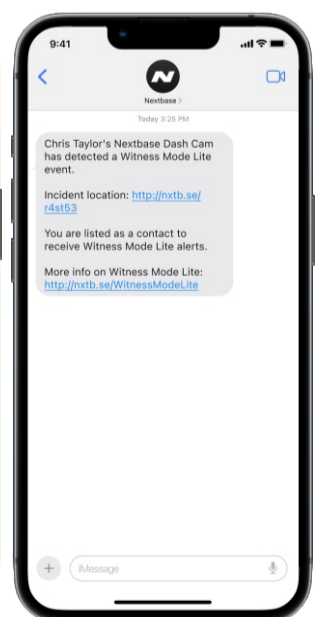 9:41
Nextbase >
Today 3:25 PM
Chris Taylor's Nextbase Dash Cam
has detected a Witness Mode Lite
event.
Incident location: http://nxtb.se/
r4st53
You are listed as a contact to
receive Witness Mode Lite alerts.
More info on Witness Mode Lite:
http://nxtb.se/WitnessModeLite
iMessage